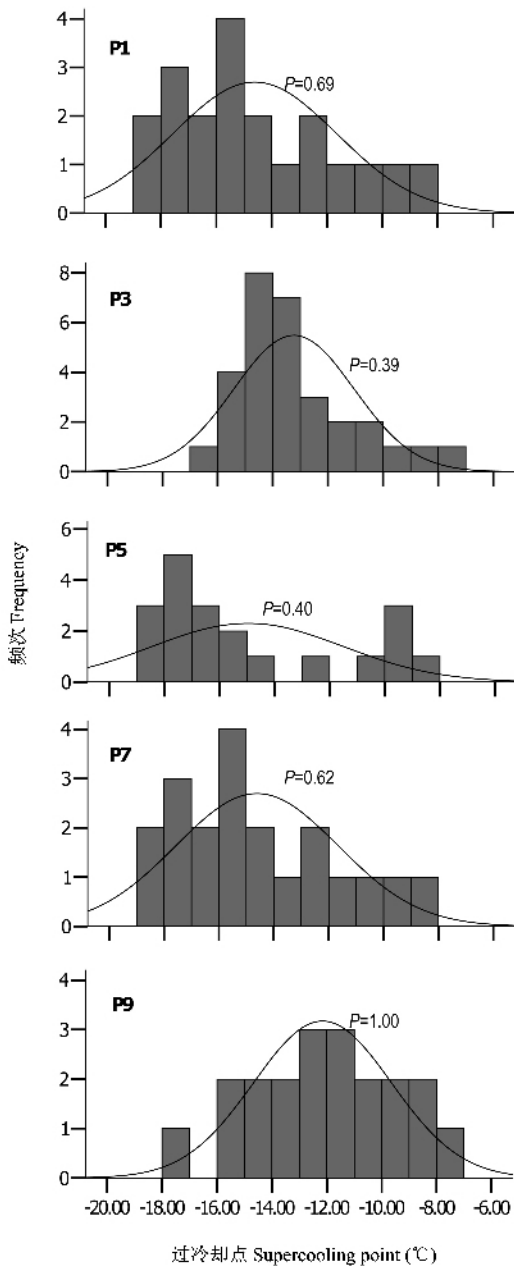 4
P1
P=0.69
3
2
1
0
8
P3
6
P=0.39
4
2
0
6
P5
4
P=0.40
2
0
频次 Frequency
4
P7
P=0.62
3
2
1
0
4
P9
P=1.00
3
2
1
0
-20.00 -18.00 -16.00 -14.00 -12.00 -10.00 -8.00 -6.00
过冷却点 Supercooling point (℃)